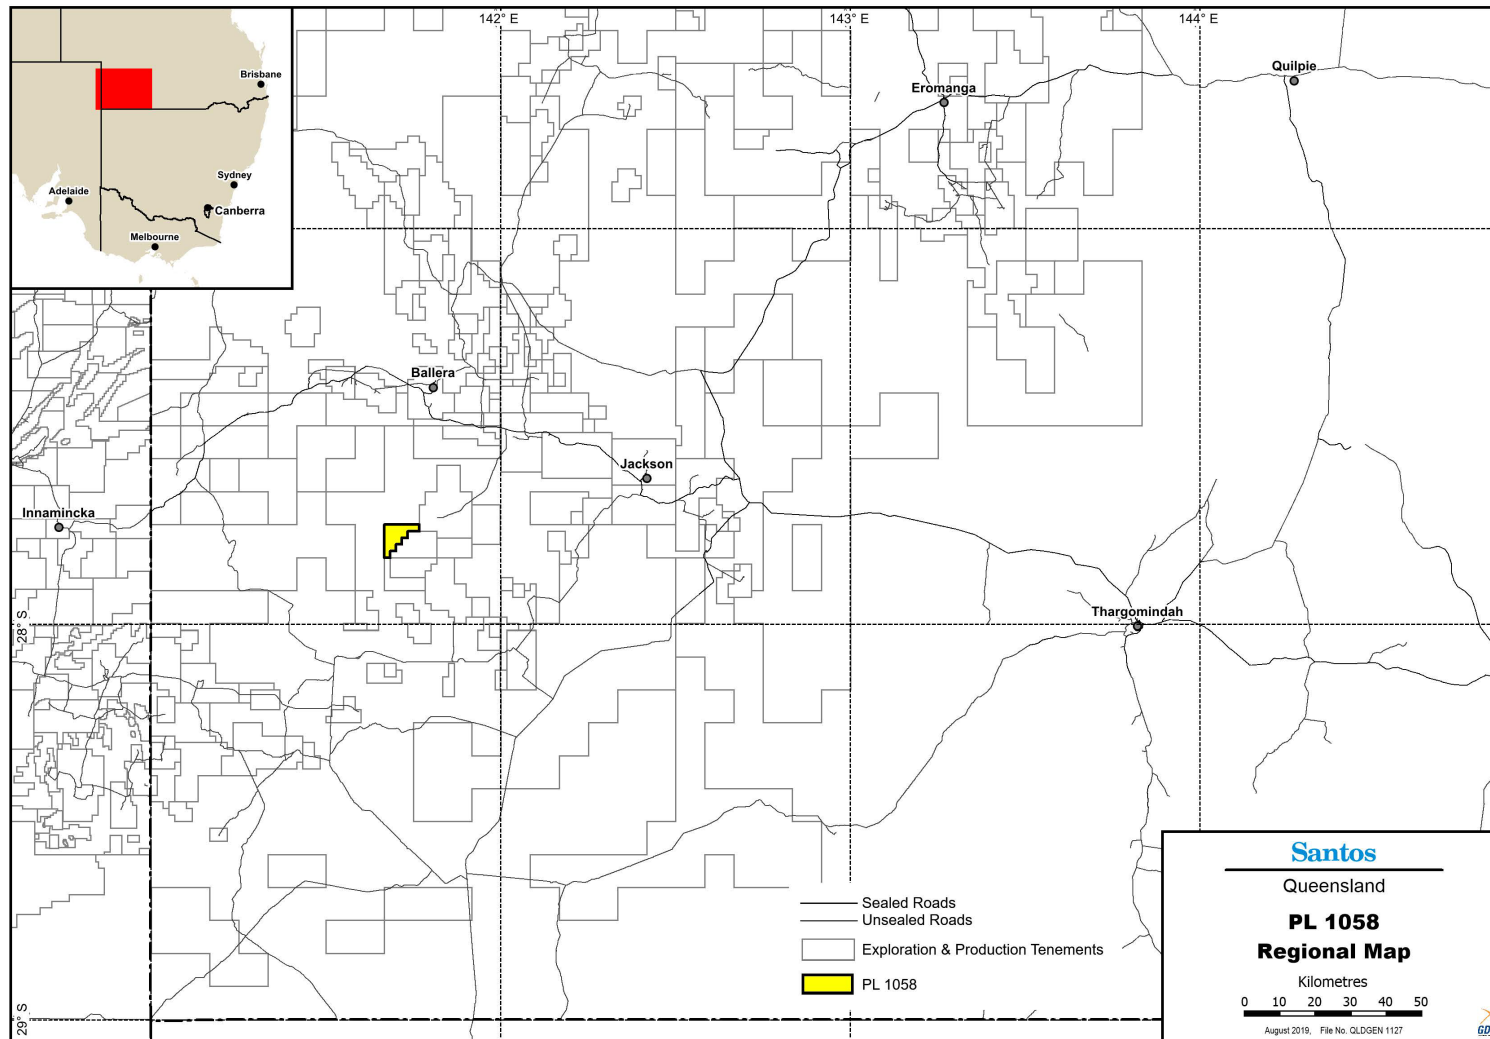 142° E
143° E
144° E
Brisbane
Sydney
Adelaide
Canberra
Melbourne
Quilpie
Eromanga
Ballera
Jackson
Innamincka
Thargomindah
28° S
29° S
Sealed Roads
Unsealed Roads
Exploration & Production Tenements
PL 1058
Santos
Queensland
PL 1058
Regional Map
Kilometres
0 10 20 30 40 50
August 2019, File No. QLDGEN 1127